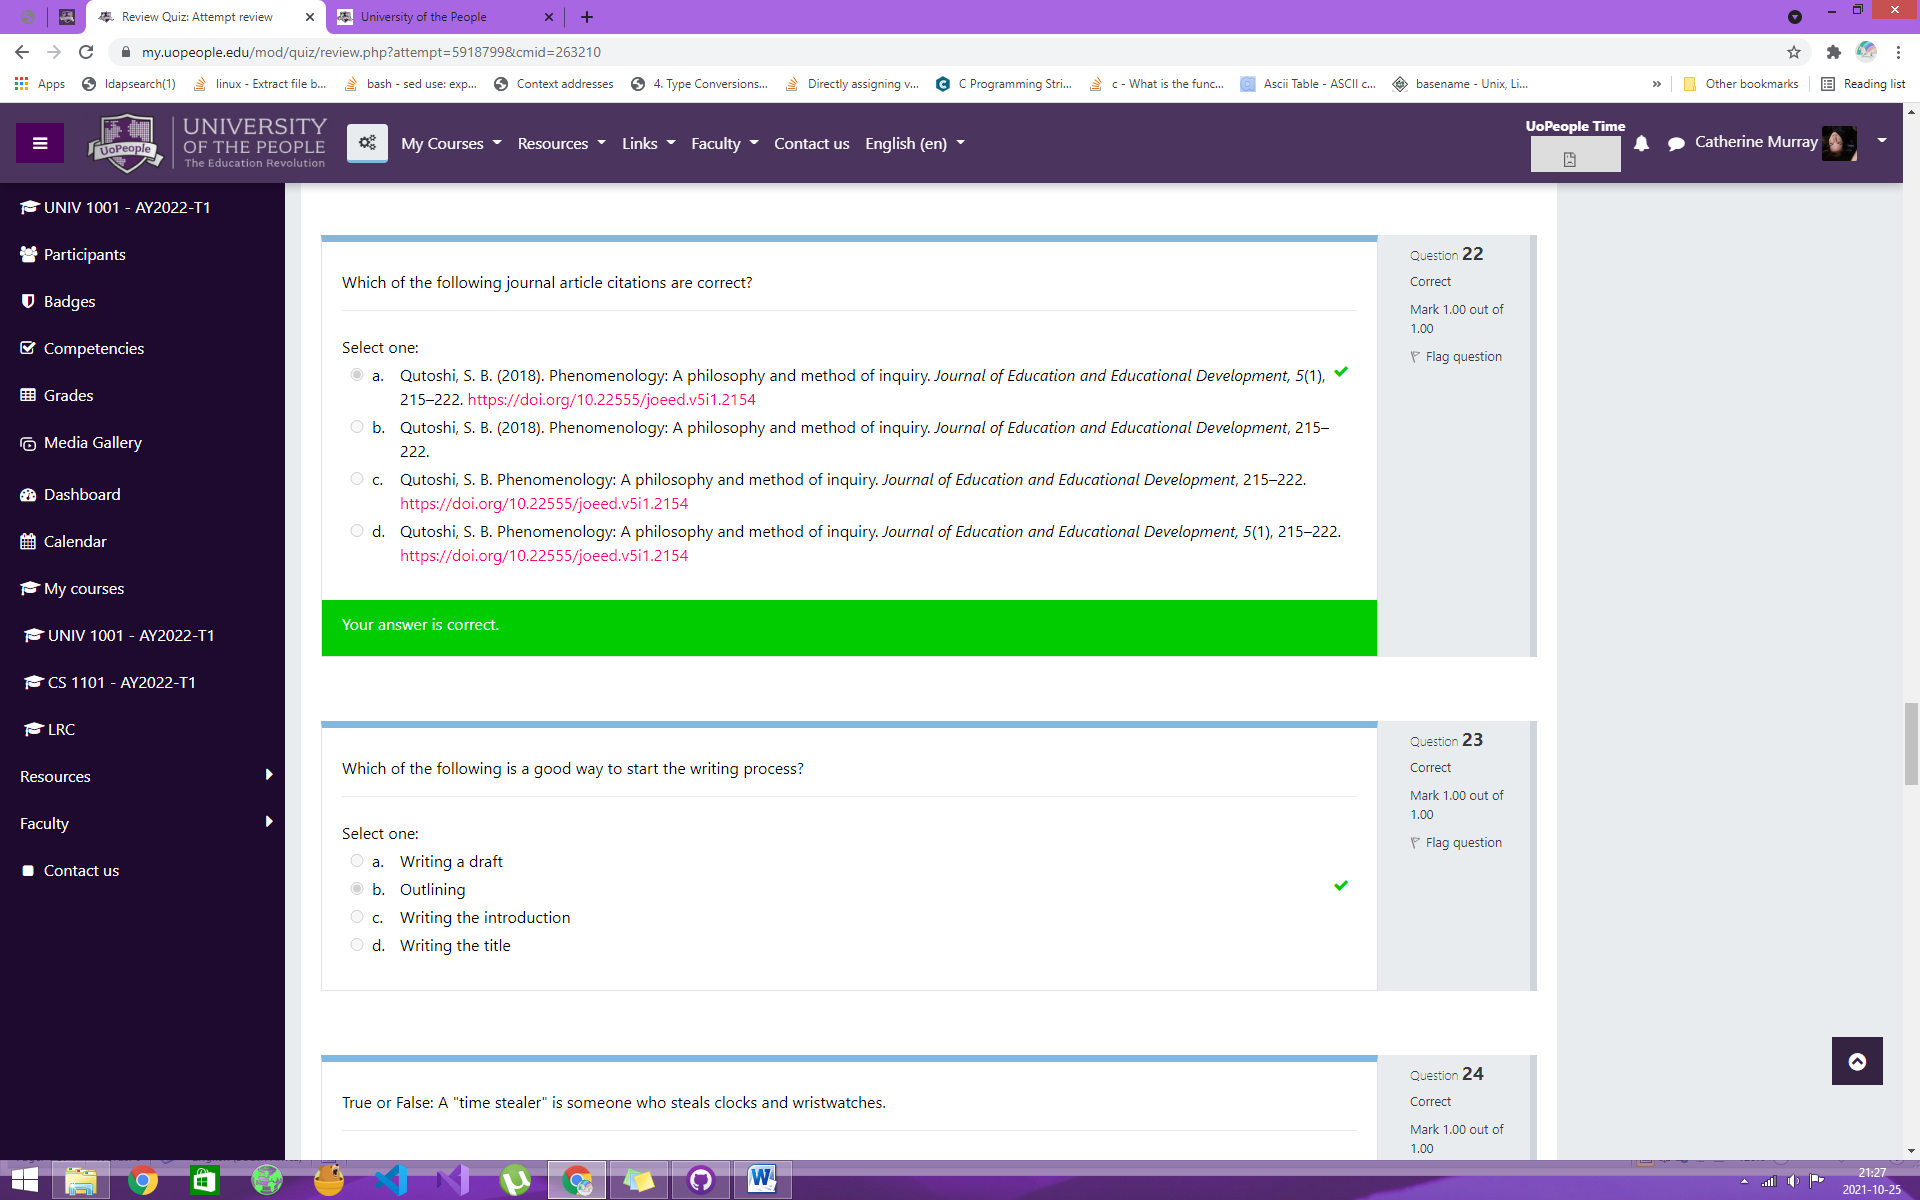 Review Quiz: Attempt review
University of the People
my.uopeople.edu/mod/quiz/review.php?attempt=5918799&cmid=263210
Apps
ldapsearch(1)
linux - Extract file b...
bash - sed use: exp...
Context addresses
4. Type Conversions...
Directly assigning v...
C Programming Stri...
c - What is the func...
Ascii Table - ASCII c...
basename - Unix, Li...
»
Other bookmarks
Reading list
UoPeople
UNIVERSITY
OF THE PEOPLE
The Education Revolution
My Courses
Resources
Links
Faculty
Contact us
English (en)
UoPeople Time
Catherine Murray
UNIV 1001 - AY2022-T1
Participants
Badges
Competencies
Grades
Media Gallery
Dashboard
Calendar
My courses
UNIV 1001 - AY2022-T1
CS 1101 - AY2022-T1
LRC
Resources
Faculty
Contact us
Which of the following journal article citations are correct?
Select one:
a. Qutoshi, S. B. (2018). Phenomenology: A philosophy and method of inquiry. Journal of Education and Educational Development, 5(1),
215–222. https://doi.org/10.22555/joeed.v5i1.2154
b. Qutoshi, S. B. (2018). Phenomenology: A philosophy and method of inquiry. Journal of Education and Educational Development, 215–
222.
c. Qutoshi, S. B. Phenomenology: A philosophy and method of inquiry. Journal of Education and Educational Development, 215–222.
https://doi.org/10.22555/joeed.v5i1.2154
d. Qutoshi, S. B. Phenomenology: A philosophy and method of inquiry. Journal of Education and Educational Development, 5(1), 215–222.
https://doi.org/10.22555/joeed.v5i1.2154
Your answer is correct.
Question 22
Correct
Mark 1.00 out of
1.00
Flag question
Which of the following is a good way to start the writing process?
Select one:
a. Writing a draft
b. Outlining
c. Writing the introduction
d. Writing the title
Question 23
Correct
Mark 1.00 out of
1.00
Flag question
True or False: A "time stealer" is someone who steals clocks and wristwatches.
Question 24
Correct
Mark 1.00 out of
1.00
21:27
2021-10-25